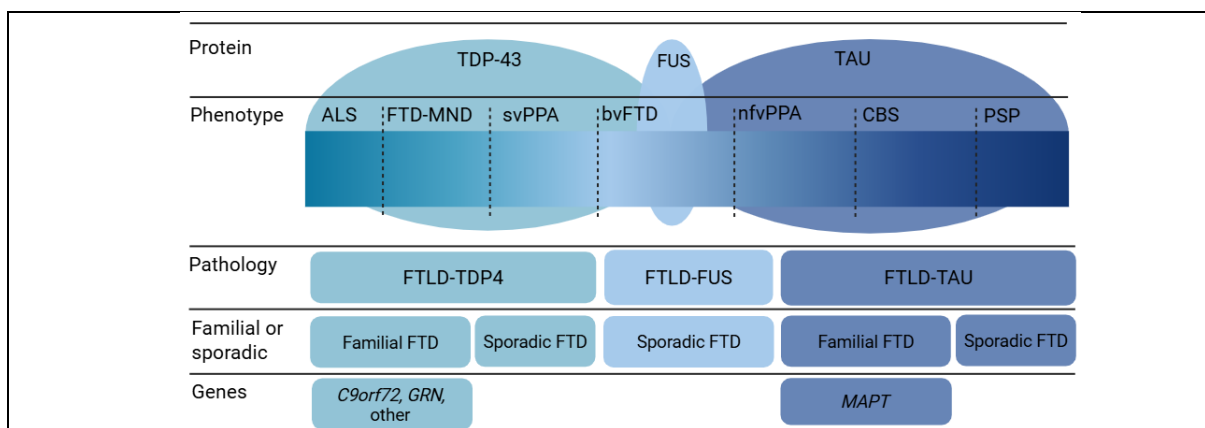 Protein
TDP-43 FUS TAU
Phenotype ALS FTD-MND svPPA bvFTD nfvPPA CBS PSP
Pathology
FTLD-TDP4 FTLD-FUS FTLD-TAU
Familial or
sporadic
Familial FTD Sporadic FTD Sporadic FTD Familial FTD Sporadic FTD
Genes
C9orf72, GRN,
other
MAPT